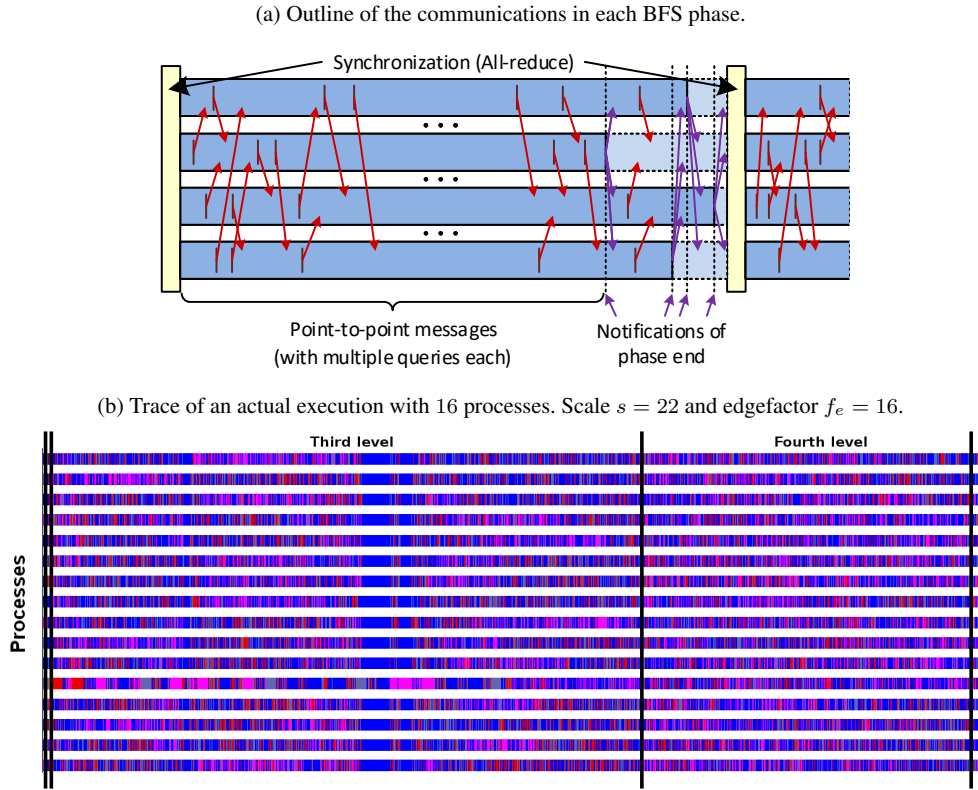 (a) Outline of the communications in each BFS phase.
Synchronization (All-reduce)
• • •
• • •
• • •
Point-to-point messages
(with multiple queries each)
Notifications of
phase end
(b) Trace of an actual execution with 16 processes. Scale s = 22 and edgefactor fₑ = 16.
Third level
Fourth level
Processes